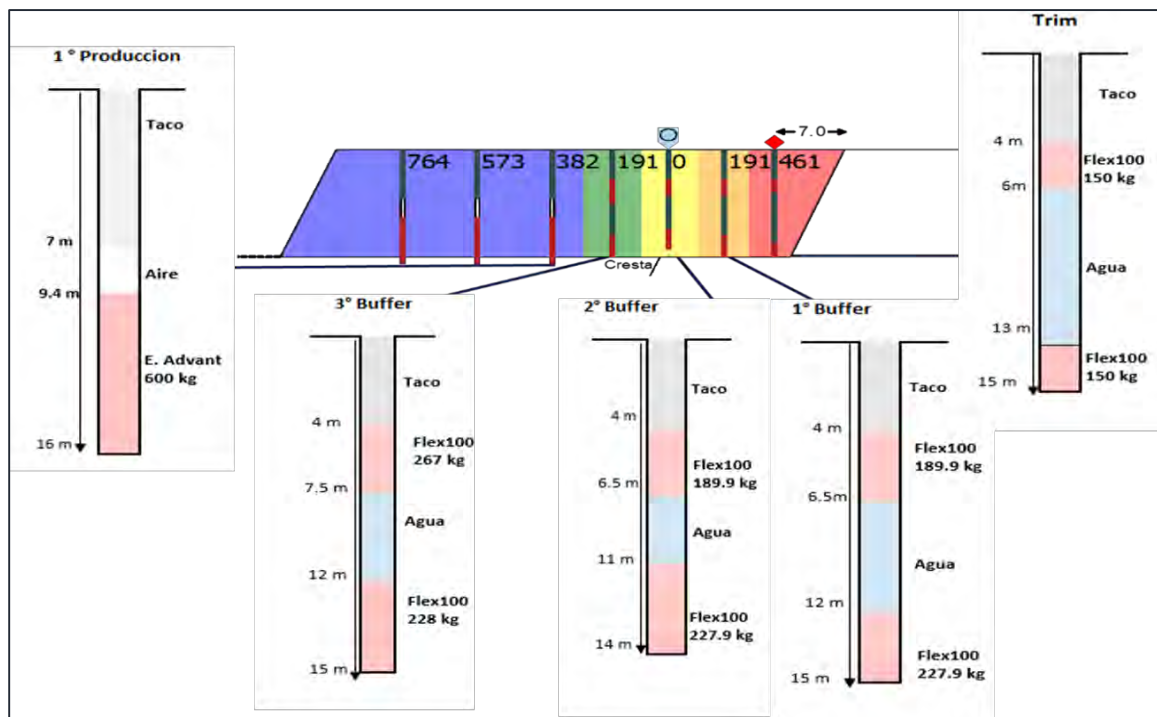 1 ° Produccion
Taco
7 m
Aire
9.4 m
E. Advant
600 kg
16 m
764
573
382
191
0
191
461
7.0
Cresta
Trim
Taco
4 m
Flex100
150 kg
6m
Agua
13 m
Flex100
150 kg
15 m
3° Buffer
Taco
4 m
Flex100
267 kg
7.5 m
Agua
12 m
Flex100
228 kg
15 m
2° Buffer
Taco
4 m
Flex100
189.9 kg
6.5 m
Agua
11 m
Flex100
227.9 kg
14 m
1° Buffer
Taco
4 m
Flex100
189.9 kg
6.5m
Agua
12 m
Flex100
227.9 kg
15 m